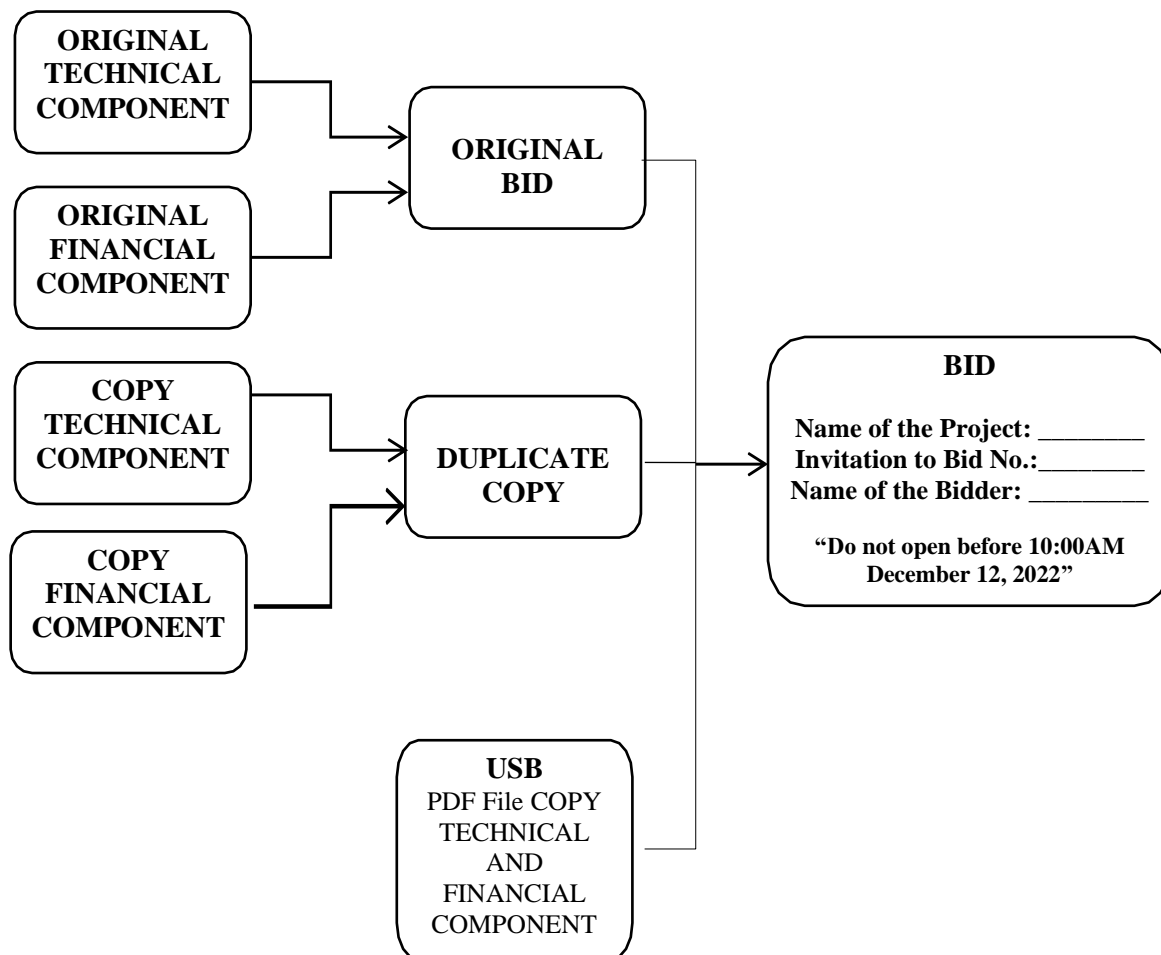 ORIGINAL
TECHNICAL
COMPONENT
ORIGINAL
FINANCIAL
COMPONENT
ORIGINAL
BID
COPY
TECHNICAL
COMPONENT
COPY
FINANCIAL
COMPONENT
DUPLICATE
COPY
USB
PDF File COPY
TECHNICAL
AND
FINANCIAL
COMPONENT
BID
Name of the Project: ________
Invitation to Bid No.:________
Name of the Bidder: _________
“Do not open before 10:00AM
December 12, 2022”